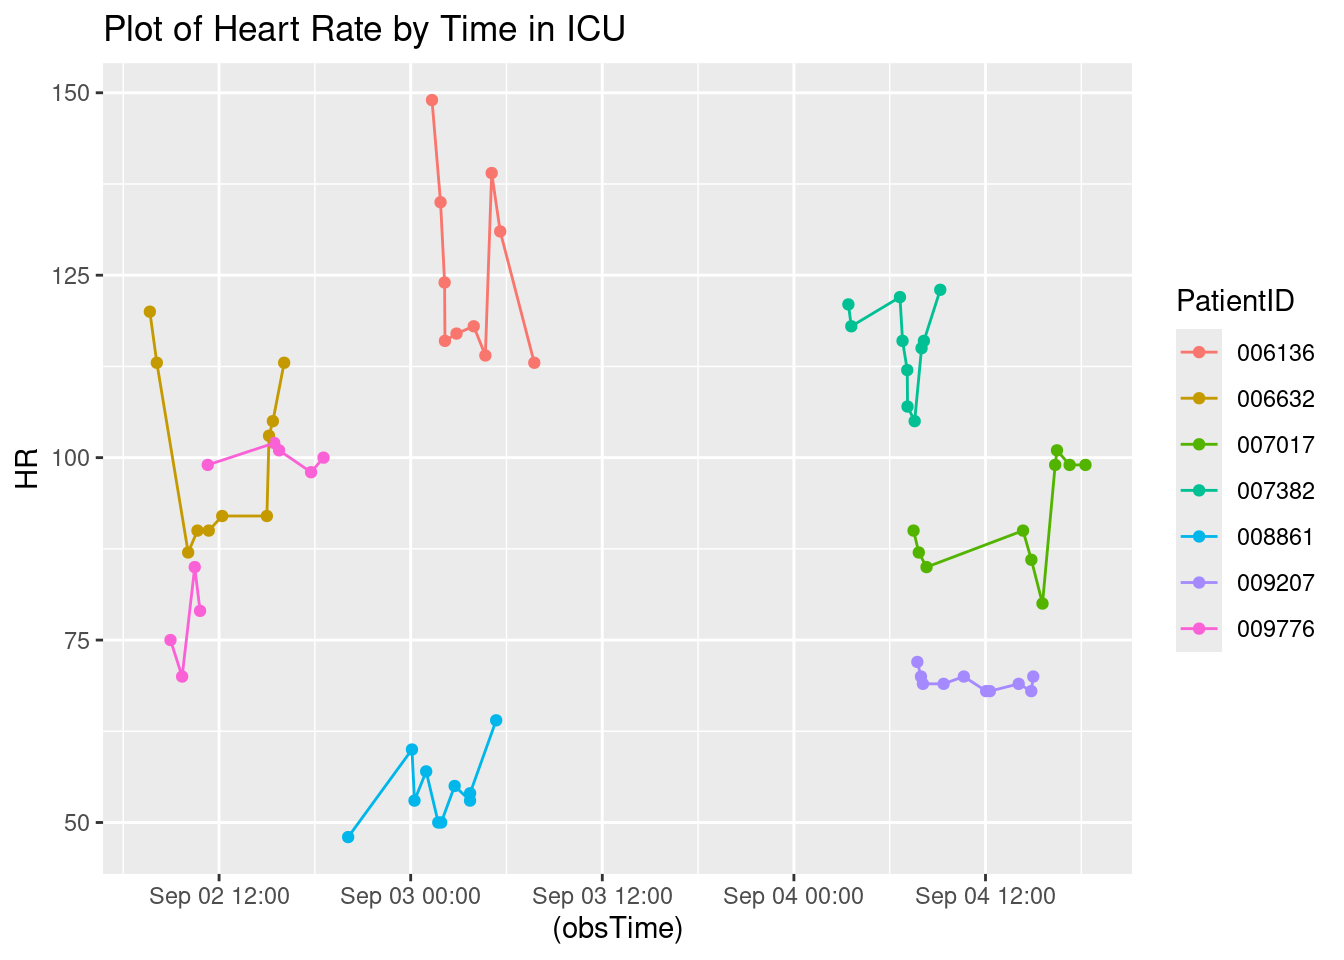 Plot of Heart Rate by Time in ICU
150
125
100
75
50
HR
Sep 02 12:00
Sep 03 00:00
Sep 03 12:00
Sep 04 00:00
Sep 04 12:00
(obsTime)
PatientID
006136
006632
007017
007382
008861
009207
009776